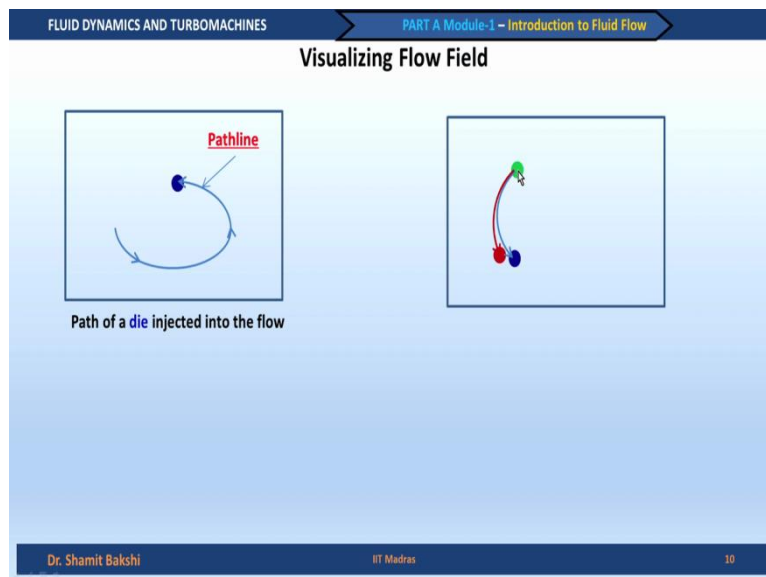 FLUID DYNAMICS AND TURBOMACHINES
PART A Module-1 – Introduction to Fluid Flow
Visualizing Flow Field
Pathline
Path of a die injected into the flow
Dr. Shamit Bakshi
IIT Madras
10